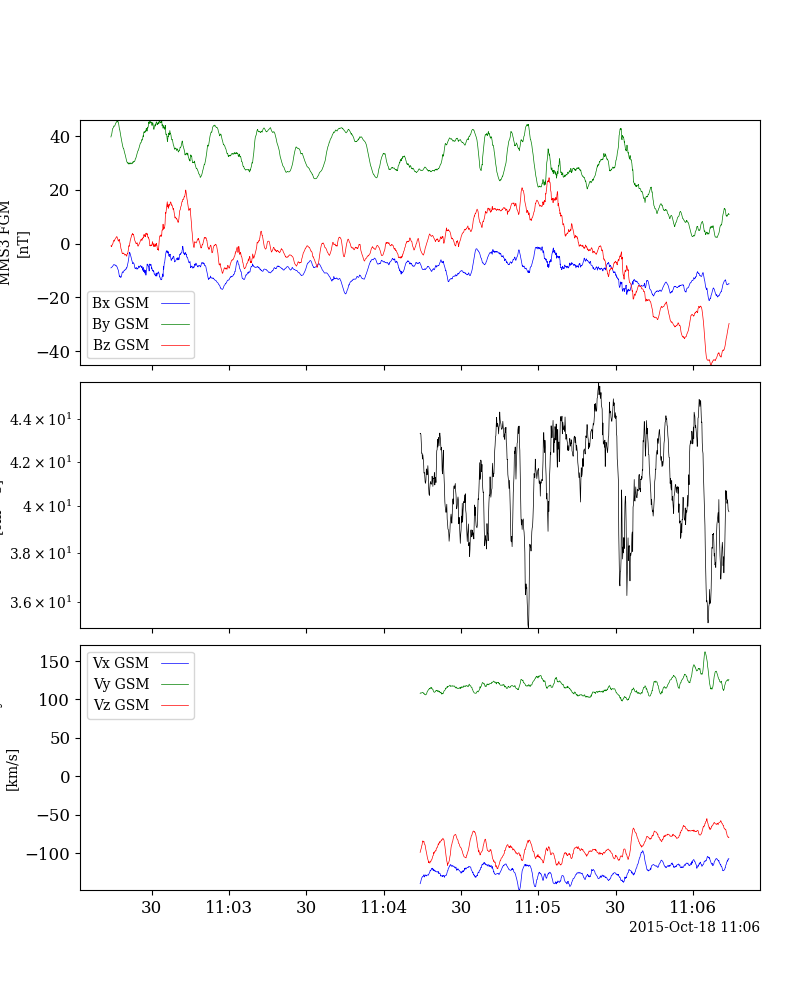 MMS3 FGM
[nT]
40
20
0
−20
−40
Bx GSM
By GSM
Bz GSM
4.4 × 10¹
4.2 × 10¹
4 × 10¹
3.8 × 10¹
3.6 × 10¹
150
100
50
0
−50
−100
[km/s]
Vx GSM
Vy GSM
Vz GSM
30
11:03
30
11:04
30
11:05
30
11:06
2015-Oct-18 11:06